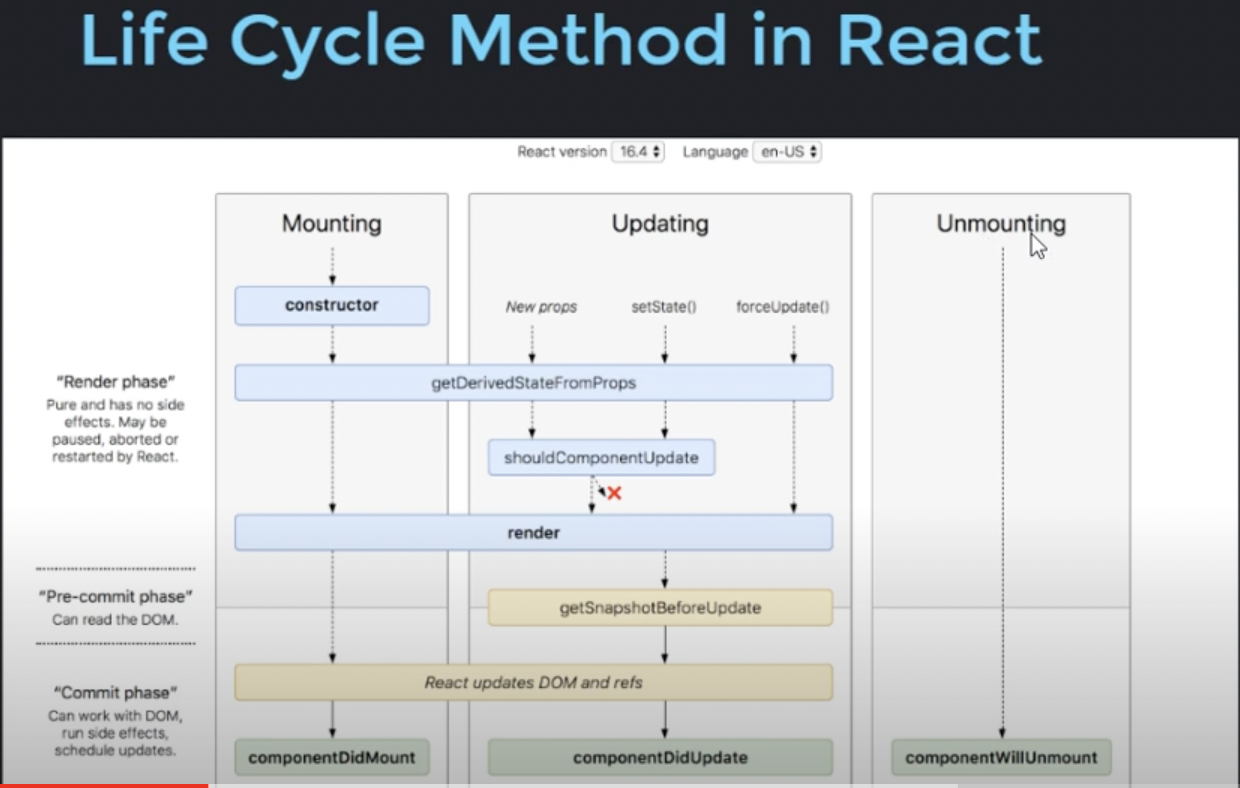 Life Cycle Method in React
React version 16.4 Language en-US
Mounting
Updating
Unmounting
constructor
New props
setState()
forceUpdate()
getDerivedStateFromProps
shouldComponentUpdate
render
getSnapshotBeforeUpdate
React updates DOM and refs
componentDidMount
componentDidUpdate
componentWillUnmount
“Render phase”
Pure and has no side
effects. May be
paused, aborted or
restarted by React.
“Pre-commit phase”
Can read the DOM.
“Commit phase”
Can work with DOM,
run side effects,
schedule updates.